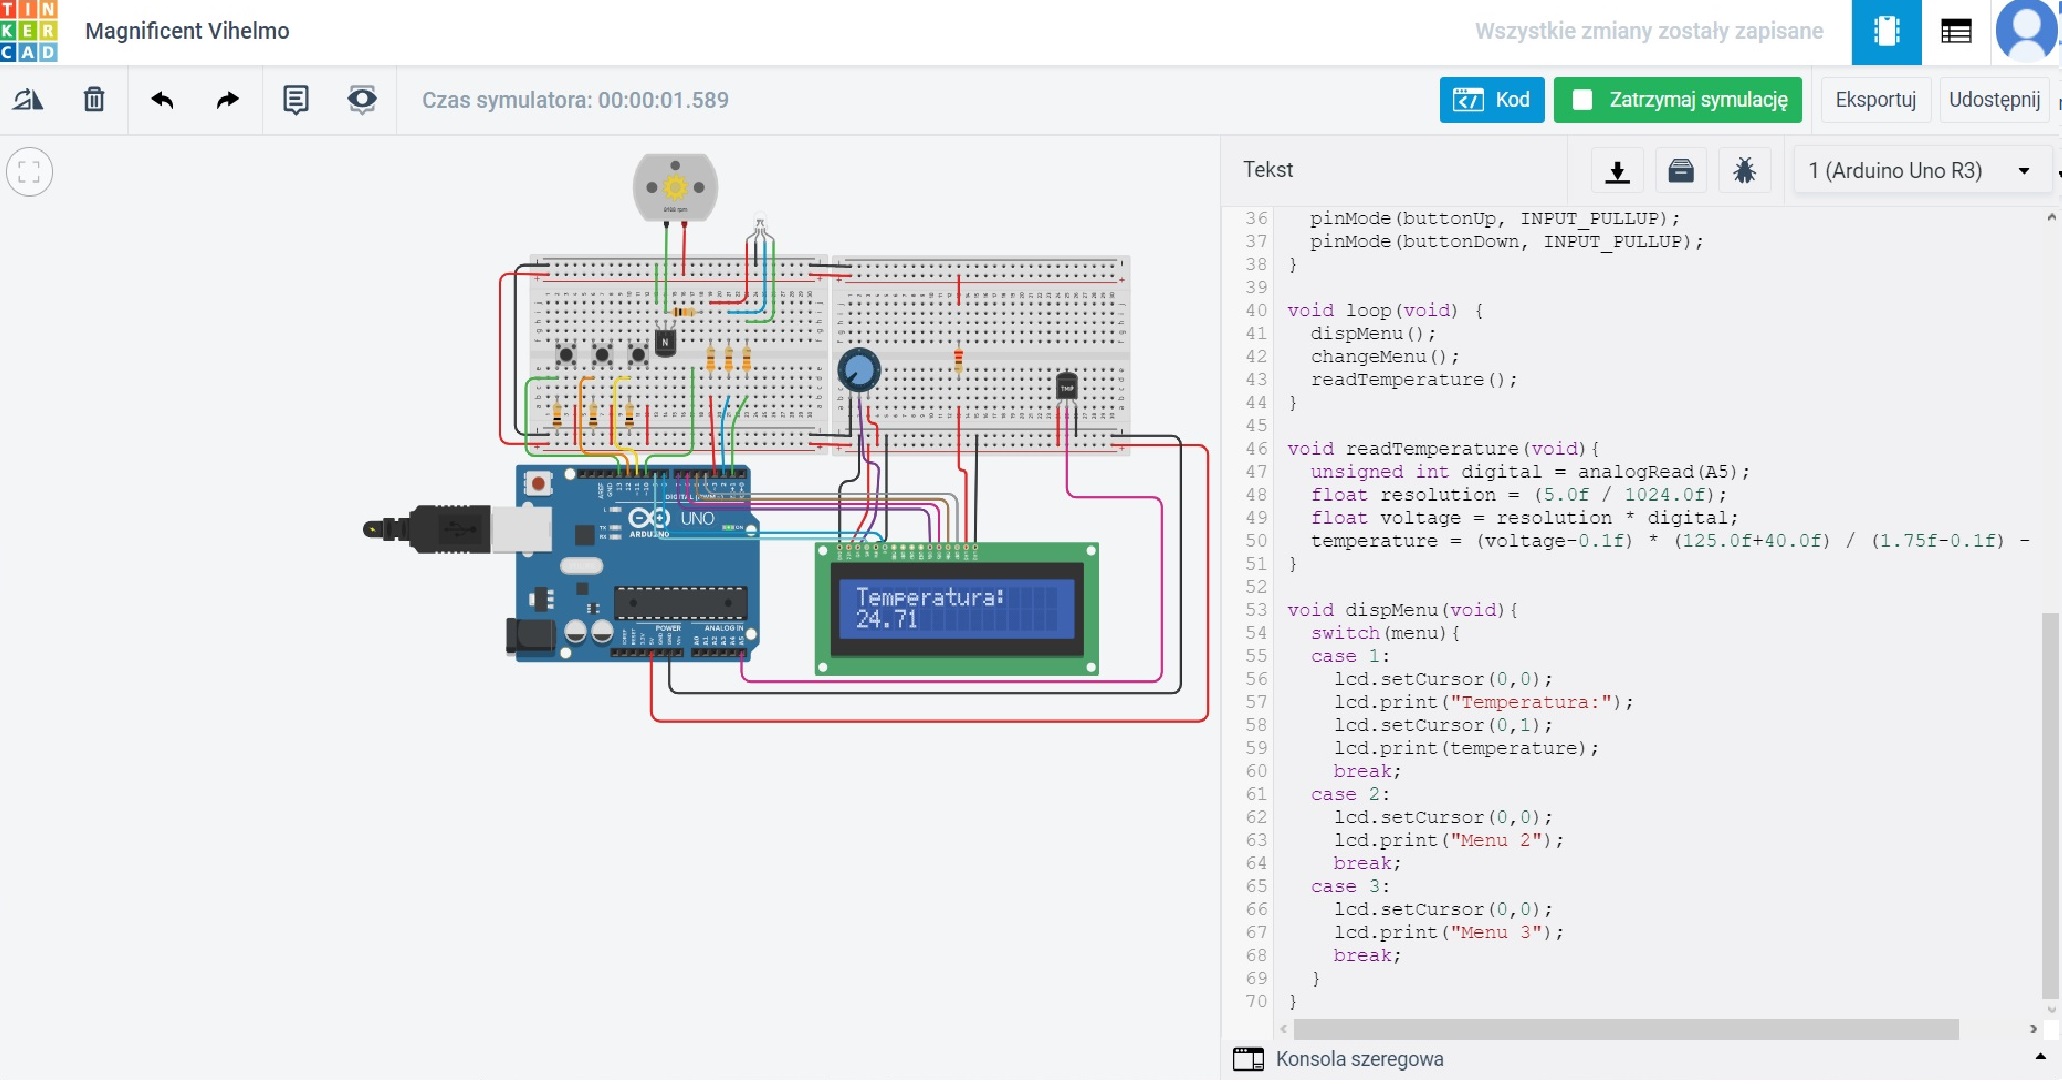 TIN
KER
CAD
Magnificent Vihelmo
Wszystkie zmiany zostały zapisane
Czas symulatora: 00:00:01.589
Kod
Zatrzymaj symulację
Eksportuj
Udostępnij
Tekst
1 (Arduino Uno R3)
N
TMP
UNO
ARDUINO
POWER
ANALOG IN
Temperatura:
24.71
36 pinMode(buttonUp, INPUT_PULLUP);
37 pinMode(buttonDown, INPUT_PULLUP);
38 }
39
40 void loop(void) {
41 dispMenu();
42 changeMenu();
43 readTemperature();
44 }
45
46 void readTemperature(void){
47 unsigned int digital = analogRead(A5);
48 float resolution = (5.0f / 1024.0f);
49 float voltage = resolution * digital;
50 temperature = (voltage-0.1f) * (125.0f+40.0f) / (1.75f-0.1f) -
51 }
52
53 void dispMenu(void){
54 switch(menu){
55 case 1:
56 lcd.setCursor(0,0);
57 lcd.print("Temperatura:");
58 lcd.setCursor(0,1);
59 lcd.print(temperature);
60 break;
61 case 2:
62 lcd.setCursor(0,0);
63 lcd.print("Menu 2");
64 break;
65 case 3:
66 lcd.setCursor(0,0);
67 lcd.print("Menu 3");
68 break;
69 }
70 }
Konsola szeregowa